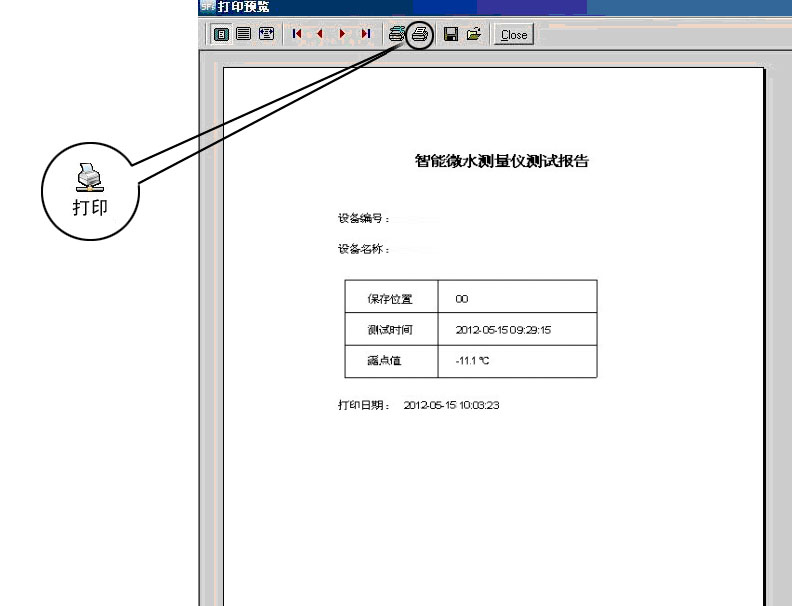 SF6 打印预览
Close
打印
智能微水测量仪测试报告
设备编号：
设备名称：
保存位置 00
测试时间 2012-05-15 09:29:15
露点值 -11.1 ℃
打印日期： 2012-05-15 10:03:23